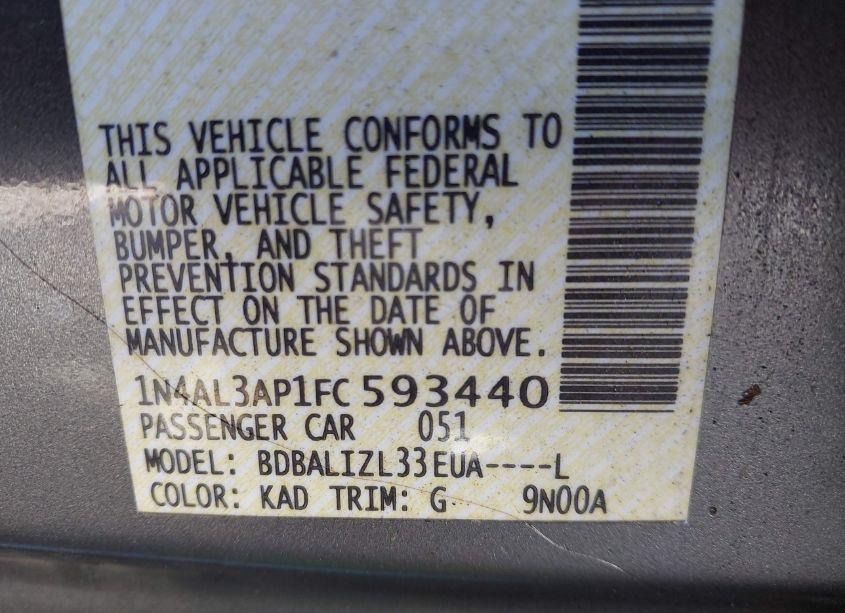 THIS VEHICLE CONFORMS TO
ALL APPLICABLE FEDERAL
MOTOR VEHICLE SAFETY,
BUMPER, AND THEFT
PREVENTION STANDARDS IN
EFFECT ON THE DATE OF
MANUFACTURE SHOWN ABOVE.
1N4AL3AP1FC593440
PASSENGER CAR 051
MODEL: BDBALIZL33EUA----L
COLOR: KAD TRIM: G 9N00A